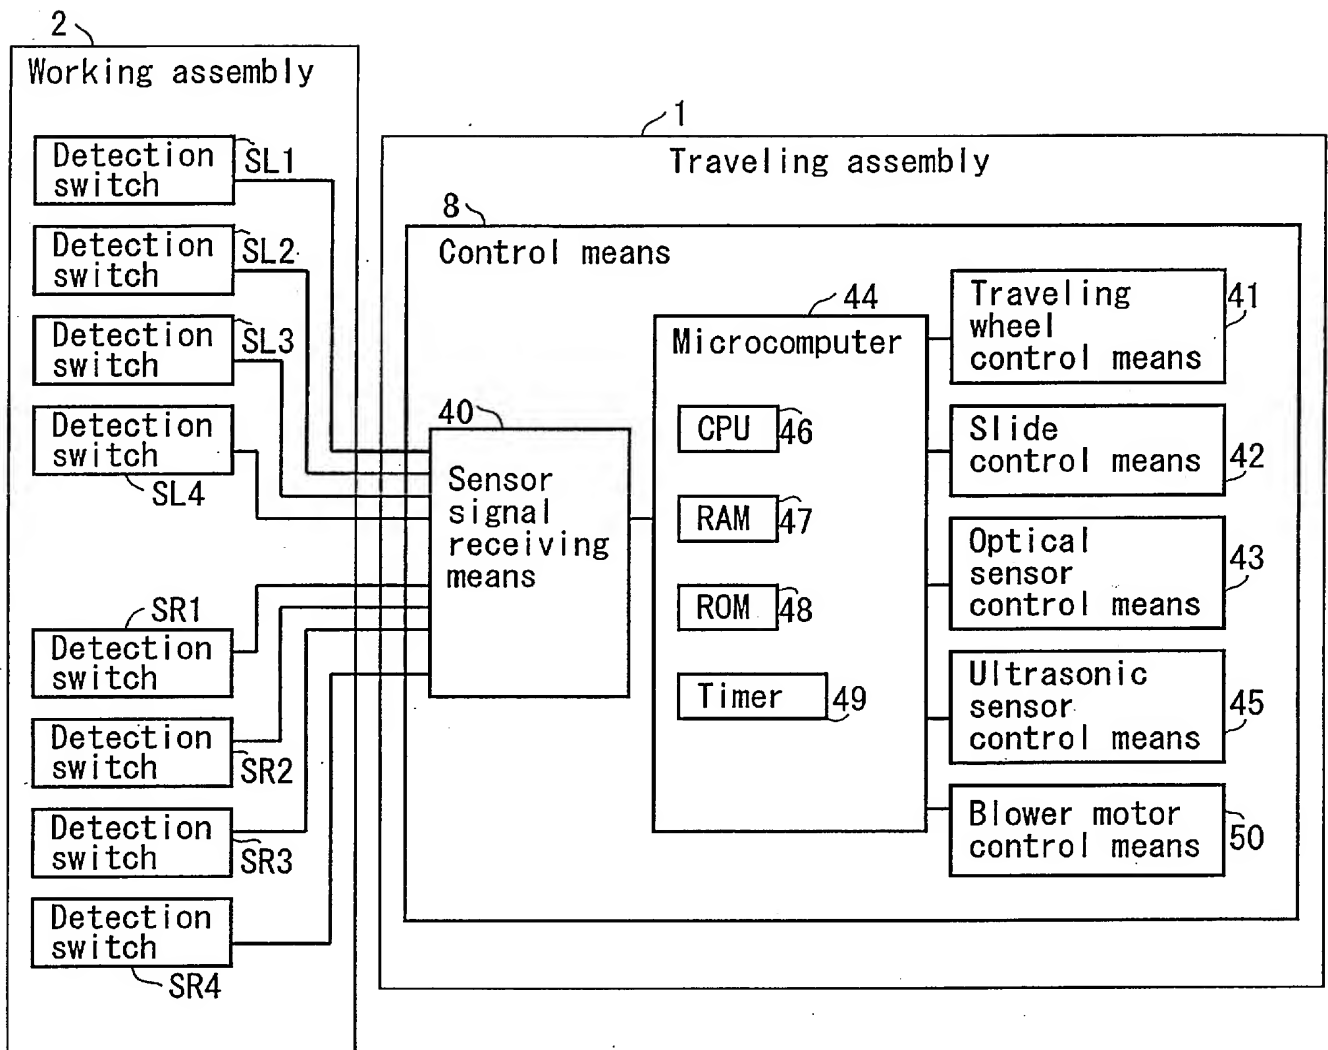 2
Working assembly
Detection
switch
SL1
Detection
switch
SL2
Detection
switch
SL3
Detection
switch
SL4
Detection
switch
SR1
Detection
switch
SR2
Detection
switch
SR3
Detection
switch
SR4
1
Traveling assembly
8
Control means
40
Sensor
signal
receiving
means
44
Microcomputer
CPU
46
RAM
47
ROM
48
Timer
49
Traveling
wheel
control means
41
Slide
control means
42
Optical
sensor
control means
43
Ultrasonic
sensor
control means
45
Blower motor
control means
50